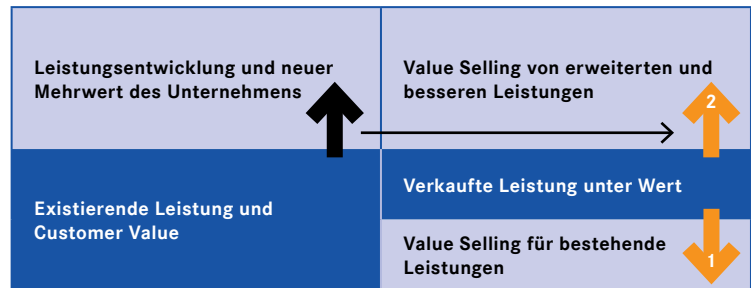 Leistungsentwicklung und neuer
Mehrwert des Unternehmens
Value Selling von erweiterten und
besseren Leistungen
2
Existierende Leistung und
Customer Value
Verkaufte Leistung unter Wert
Value Selling für bestehende
Leistungen
1